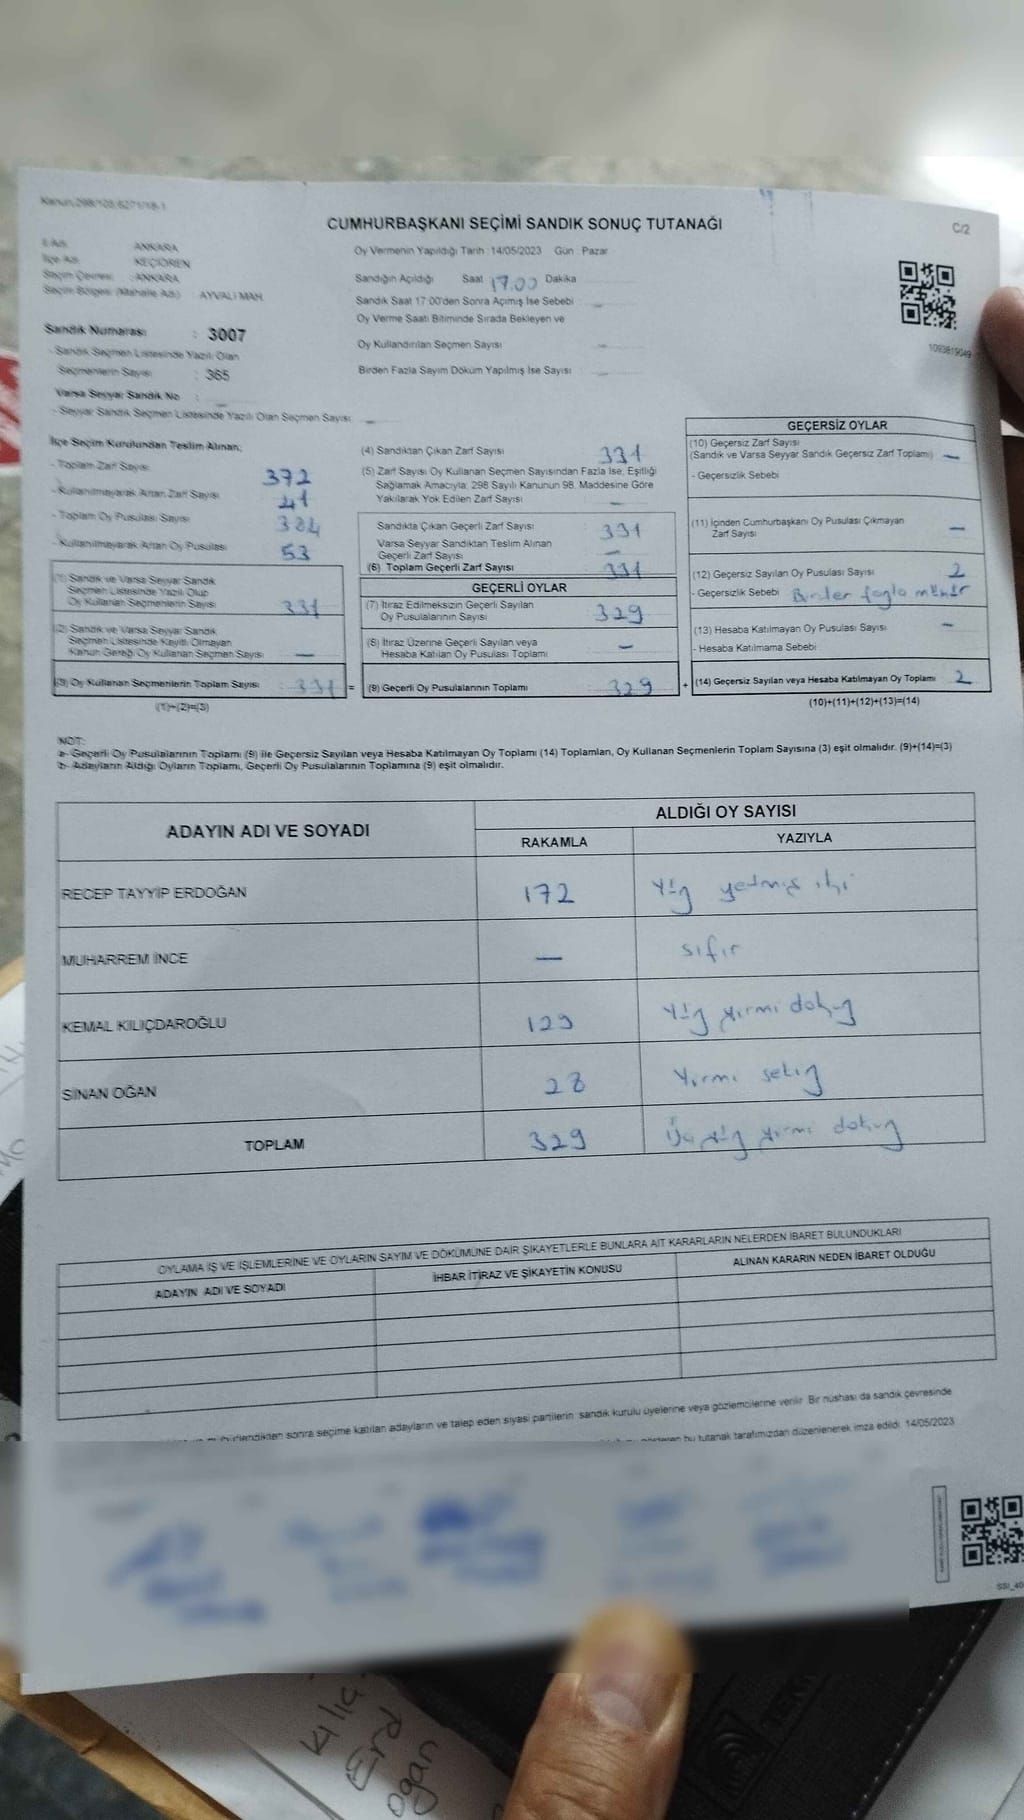 Kanun:298/105,6271/18-1
CUMHURBAŞKANI SEÇİMİ SANDIK SONUÇ TUTANAĞI
C/2
İl Adı : ANKARA
İlçe Adı : KEÇİÖREN
Seçim Çevresi : ANKARA
Seçim Bölgesi (Mahalle Adı) : AYVALI MAH.
Oy Vermenin Yapıldığı Tarih : 14/05/2023 Gün : Pazar
Sandığın Açıldığı Saat 17.00 Dakika
Sandık Saat 17:00'den Sonra Açımış İse Sebebi :
Oy Verme Saati Bitiminde Sırada Bekleyen ve
Oy Kullandırılan Seçmen Sayısı :
Birden Fazla Sayım Döküm Yapılmış İse Sayısı :
1093819049
Sandık Numarası : 3007
- Sandık Seçmen Listesinde Yazılı Olan
Seçmenlerin Sayısı : 365
Varsa Seyyar Sandık No :
- Seyyar Sandık Seçmen Listesinde Yazılı Olan Seçmen Sayısı :
İlçe Seçim Kurulundan Teslim Alınan;
- Toplam Zarf Sayısı 372
- Kullanılmayarak Artan Zarf Sayısı 41
- Toplam Oy Pusulası Sayısı 384
- Kullanılmayarak Artan Oy Pusulası 53
(1) Sandık ve Varsa Seyyar Sandık
Seçmen Listesinde Yazılı Olup
Oy Kullanan Seçmenlerin Sayısı : 331
(2) Sandık ve Varsa Seyyar Sandık
Seçmen Listesinde Kayıtlı Olmayan
Kanun Gereği Oy Kullanan Seçmen Sayısı : —
(3) Oy Kullanan Seçmenlerin Toplam Sayısı : 331 =
(1)+(2)=(3)
(4) Sandıktan Çıkan Zarf Sayısı 331
(5) Zarf Sayısı Oy Kullanan Seçmen Sayısından Fazla İse, Eşitliği
Sağlamak Amacıyla, 298 Sayılı Kanunun 98. Maddesine Göre
Yakılarak Yok Edilen Zarf Sayısı : —
Sandıkta Çıkan Geçerli Zarf Sayısı : 331
Varsa Seyyar Sandıktan Teslim Alınan
Geçerli Zarf Sayısı : —
(6) Toplam Geçerli Zarf Sayısı : 331
GEÇERLİ OYLAR
(7) İtiraz Edilmeksizin Geçerli Sayılan
Oy Pusulalarının Sayısı : 329
(8) İtiraz Üzerine Geçerli Sayılan veya
Hesaba Katılan Oy Pusulası Toplamı : —
(9) Geçerli Oy Pusulalarının Toplamı : 329 +
GEÇERSİZ OYLAR
(10) Geçersiz Zarf Sayısı
(Sandık ve Varsa Seyyar Sandık Geçersiz Zarf Toplamı) : —
- Geçersizlik Sebebi
(11) İçinden Cumhurbaşkanı Oy Pusulası Çıkmayan
Zarf Sayısı : —
(12) Geçersiz Sayılan Oy Pusulası Sayısı : 2
- Geçersizlik Sebebi Birden fazla mühür
(13) Hesaba Katılmayan Oy Pusulası Sayısı : —
- Hesaba Katılmama Sebebi
(14) Geçersiz Sayılan veya Hesaba Katılmayan Oy Toplamı : 2
(10)+(11)+(12)+(13)=(14)
NOT:
a- Geçerli Oy Pusulalarının Toplamı (9) ile Geçersiz Sayılan veya Hesaba Katılmayan Oy Toplamı (14) Toplamları, Oy Kullanan Seçmenlerin Toplam Sayısına (3) eşit olmalıdır. (9)+(14)=(3)
b- Adayların Aldığı Oyların Toplamı, Geçerli Oy Pusulalarının Toplamına (9) eşit olmalıdır.
ADAYIN ADI VE SOYADI
ALDIĞI OY SAYISI
RAKAMLA YAZIYLA
RECEP TAYYİP ERDOĞAN 172 Yüz yetmiş iki
MUHARREM İNCE — sıfır
KEMAL KILIÇDAROĞLU 129 Yüz yirmi dokuz
SİNAN OĞAN 28 Yirmi sekiz
TOPLAM 329 Üç yüz yirmi dokuz
OYLAMA İŞ VE İŞLEMLERİNE VE OYLARIN SAYIM VE DÖKÜMÜNE DAİR ŞİKAYETLERLE BUNLARA AİT KARARLARIN NELERDEN İBARET BULUNDUKLARI
ADAYIN ADI VE SOYADI İHBAR İTİRAZ VE ŞİKAYETİN KONUSU ALINAN KARARIN NEDEN İBARET OLDUĞU
mühürlendikten sonra seçime katılan adayların ve talep eden siyasi partilerin sandık kurulu üyelerine veya gözlemcilerine verilir. Bir nüshası da sandık çevresinde
bu tutanak tarafımızdan düzenlenerek imza edildi. 14/05/2023
SSI_40
Kılıç
Erd
ogan